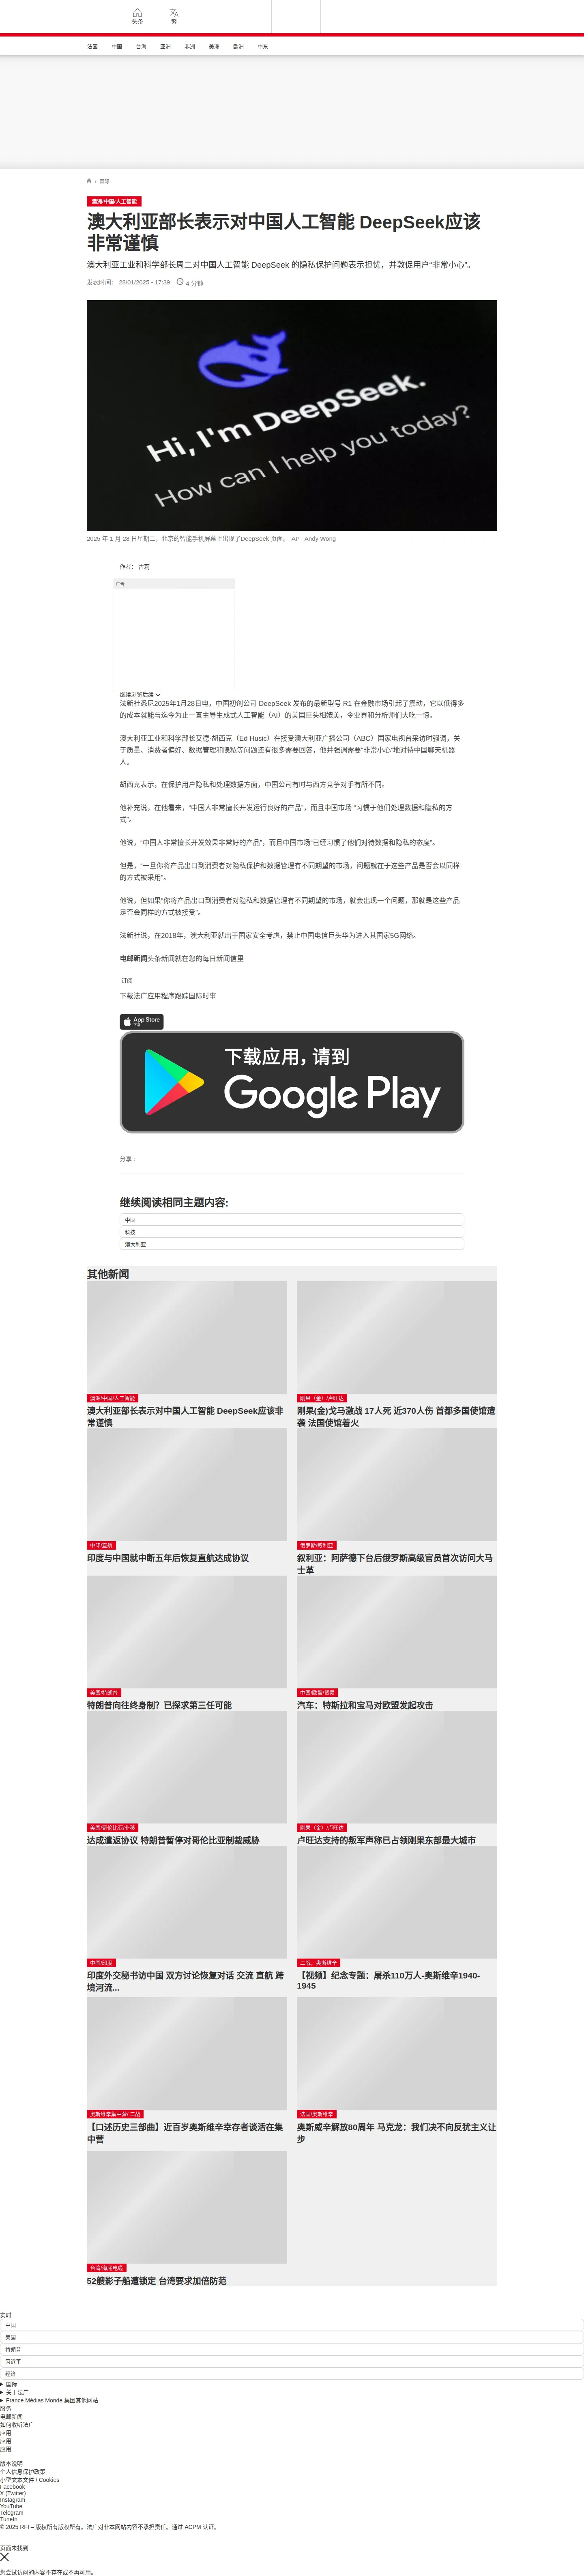 头条
繁
法国 中国 台海 亚洲 非洲 美洲 欧洲 中东
/ 国际
澳洲/中国/人工智能
澳大利亚部长表示对中国人工智能 DeepSeek应该
非常谨慎
澳大利亚工业和科学部长周二对中国人工智能 DeepSeek 的隐私保护问题表示担忧，并敦促用户“非常小心”。
发表时间： 28/01/2025 - 17:39 4 分钟
Hi, I'm DeepSeek.
How can I help you today?
2025 年 1 月 28 日星期二，北京的智能手机屏幕上出现了DeepSeek 页面。 AP - Andy Wong
作者： 古莉
广告
继续浏览后续
法新社悉尼2025年1月28日电，中国初创公司 DeepSeek 发布的最新型号 R1 在金融市场引起了震动，它以低得多
的成本就能与迄今为止一直主导生成式人工智能（AI）的美国巨头相媲美，令业界和分析师们大吃一惊。
澳大利亚工业和科学部长艾德·胡西克（Ed Husic）在接受澳大利亚广播公司（ABC）国家电视台采访时强调，关
于质量、消费者偏好、数据管理和隐私等问题还有很多需要回答，他并强调需要“非常小心”地对待中国聊天机器
人。
胡西克表示，在保护用户隐私和处理数据方面，中国公司有时与西方竞争对手有所不同。
他补充说，在他看来，“中国人非常擅长开发运行良好的产品”，而且中国市场 “习惯于他们处理数据和隐私的方
式”。
他说，“中国人非常擅长开发效果非常好的产品”，而且中国市场“已经习惯了他们对待数据和隐私的态度”。
但是，“一旦你将产品出口到消费者对隐私保护和数据管理有不同期望的市场，问题就在于这些产品是否会以同样
的方式被采用”。
他说，但如果“你将产品出口到消费者对隐私和数据管理有不同期望的市场，就会出现一个问题，那就是这些产品
是否会同样的方式被接受”。
法新社说，在2018年，澳大利亚就出于国家安全考虑，禁止中国电信巨头华为进入其国家5G网络。
电邮新闻头条新闻就在您的每日新闻信里
订阅
下载法广应用程序跟踪国际时事
App Store
下载
下载应用，请到
Google Play
分享 :
继续阅读相同主题内容:
中国
科技
澳大利亚
其他新闻
澳洲/中国/人工智能
澳大利亚部长表示对中国人工智能 DeepSeek应该非
常谨慎
刚果（金）/卢旺达
刚果(金)戈马激战 17人死 近370人伤 首都多国使馆遭
袭 法国使馆着火
中印/直航
印度与中国就中断五年后恢复直航达成协议
俄罗斯/叙利亚
叙利亚：阿萨德下台后俄罗斯高级官员首次访问大马
士革
美国/特朗普
特朗普向往终身制？已探求第三任可能
中国/欧盟/贸易
汽车：特斯拉和宝马对欧盟发起攻击
美国/哥伦比亚/非移
达成遣返协议 特朗普暂停对哥伦比亚制裁威胁
刚果（金）/卢旺达
卢旺达支持的叛军声称已占领刚果东部最大城市
中国/印度
印度外交秘书访中国 双方讨论恢复对话 交流 直航 跨
境河流...
二战、奥斯维辛
【视频】纪念专题：屠杀110万人-奥斯维辛1940-
1945
奥斯维辛集中营/ 二战
【口述历史三部曲】近百岁奥斯维辛幸存者谈活在集
中营
法国/奥斯维辛
奥斯威辛解放80周年 马克龙：我们决不向反犹主义让
步
台湾/海底电缆
52艘影子船遭锁定 台湾要求加倍防范
实时
中国
美国
特朗普
习近平
经济
国际
关于法广
France Médias Monde 集团其他网站
服务
电邮新闻
如何收听法广
应用
应用
应用
版本说明
个人信息保护政策
小型文本文件 / Cookies
Facebook
X (Twitter)
Instagram
YouTube
Telegram
TuneIn
© 2025 RFI – 版权所有版权所有。法广对非本网站内容不承担责任。通过 ACPM 认证。
页面未找到
您尝试访问的内容不存在或不再可用。